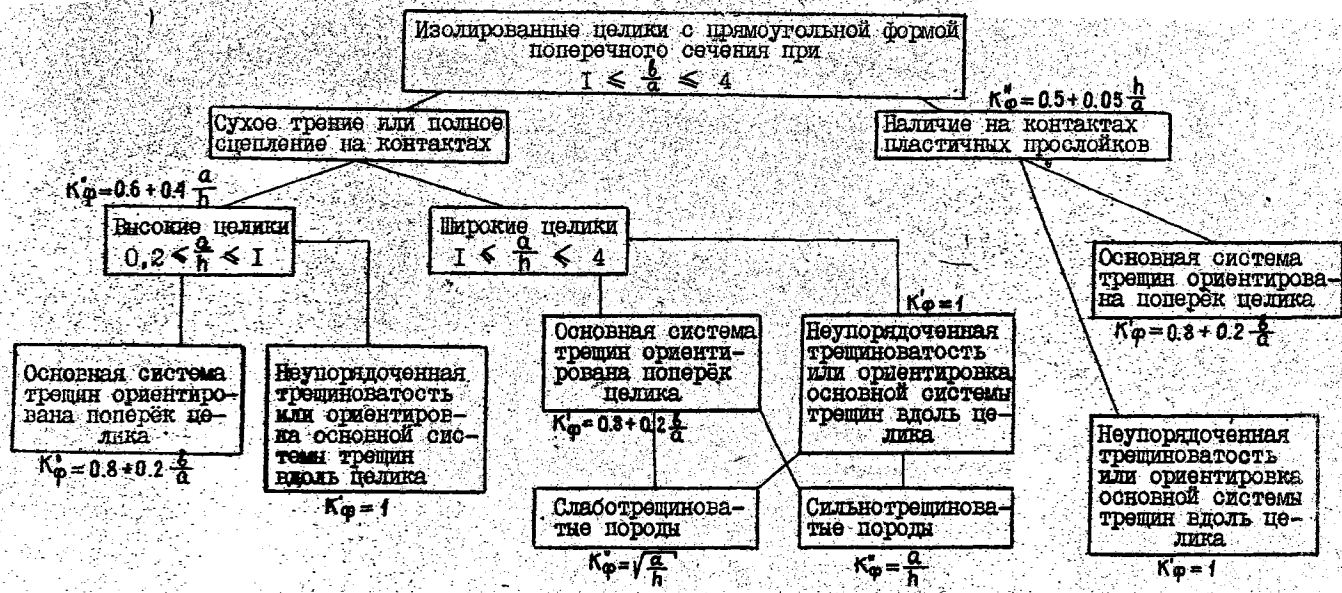 Изолированные целики с прямоугольной формой
поперечного сечения при
I ≤ в/а ≤ 4
K"ф = 0.5 + 0.05 h/a
Сухое трение или полное
сцепление на контактах
Наличие на контактах
пластичных прослойков
K"ф = 0.6 + 0.4 a/h
Высокие целики
0,2 ≤ a/h ≤ I
Широкие целики
I ≤ a/h ≤ 4
Основная система
трещин ориентирова-
на поперёк целика
K'ф = 0.8 + 0.2 в/а
Основная система
трещин ориентиро-
вана поперёк це-
лика
K'ф = 0.8 + 0.2 в/а
Неупорядоченная
трещиноватость
или ориентиров-
ка основной сис-
темы трещин
вдоль целика
K'ф = 1
Основная система
трещин ориенти-
рована поперёк
целика
K'ф = 0.8 + 0.2 в/а
K'ф = 1
Неупорядоченная
трещиноватость
или ориентировка
основной системы
трещин вдоль це-
лика
Слаботрещинова-
тые породы
K"ф = √a/h
Сильнотрещинова-
тые породы
K"ф = a/h
Неупорядоченная
трещиноватость
или ориентировка
основной системы
трещин вдоль це-
лика
K'ф = 1